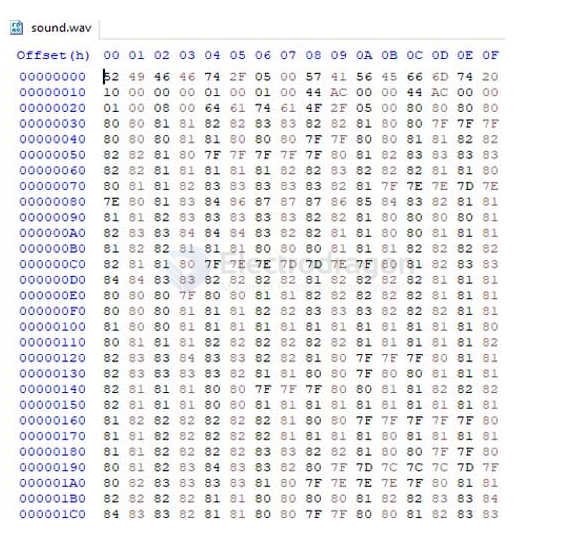 sound.wav
Offset(h) 00 01 02 03 04 05 06 07 08 09 0A 0B 0C 0D 0E 0F
00000000 52 49 46 46 74 2F 05 00 57 41 56 45 66 6D 74 20
00000010 10 00 00 00 01 00 01 00 44 AC 00 00 44 AC 00 00
00000020 01 00 08 00 64 61 74 61 4F 2F 05 00 80 80 80 80
00000030 80 80 81 81 82 82 83 83 82 82 81 80 80 7F 7F 7F
00000040 80 80 80 81 81 80 80 80 7F 7F 80 80 81 81 82 82
00000050 82 82 81 80 7F 7F 7F 7F 7F 80 81 82 83 83 83 83
00000060 82 82 81 81 81 81 81 82 82 83 82 82 82 81 81 80
00000070 80 81 81 82 83 83 83 83 83 82 81 7F 7E 7E 7D 7E
00000080 7E 80 81 83 84 86 87 87 87 86 85 84 83 82 81 81
00000090 81 81 82 83 83 83 83 83 82 82 81 80 80 80 80 81
000000A0 82 83 83 84 84 84 83 82 82 81 81 80 80 81 81 81
000000B0 81 82 82 82 81 81 80 80 80 81 81 81 82 82 82 82
000000C0 82 81 81 80 7F 7E 7E 7D 7D 7E 7F 80 81 82 83 83
000000D0 84 84 83 83 82 82 82 82 81 82 82 82 82 81 81 81
000000E0 80 80 80 7F 80 80 81 81 82 82 82 82 82 81 81 81
000000F0 80 80 80 81 81 81 82 82 83 83 83 82 82 82 81 81
00000100 81 80 80 81 81 81 81 81 81 81 81 81 81 81 81 80
00000110 80 81 81 81 82 82 82 82 82 81 81 81 81 81 81 82
00000120 82 83 83 84 83 83 82 82 81 80 7F 7F 7F 80 81 81
00000130 82 83 83 83 83 82 81 81 80 80 7F 80 80 81 81 81
00000140 82 81 81 81 80 80 7F 7F 7F 80 80 81 81 82 82 82
00000150 82 81 81 81 80 80 81 81 81 81 81 81 81 81 81 81
00000160 81 82 82 82 82 82 82 81 80 80 7F 7F 7F 7F 7F 80
00000170 81 81 82 82 82 82 82 81 81 81 81 80 81 81 81 81
00000180 81 81 82 82 82 82 83 83 82 82 81 80 80 7F 7F 80
00000190 80 81 82 83 84 83 83 82 80 7F 7D 7C 7C 7C 7D 7F
000001A0 80 82 82 83 83 83 83 81 80 7F 7E 7E 7E 7F 80 81 81
000001B0 82 82 82 82 81 81 80 80 80 80 81 82 82 83 83 84
000001C0 84 83 83 82 81 81 80 80 7F 7F 80 80 81 82 83 83
Electrodragon